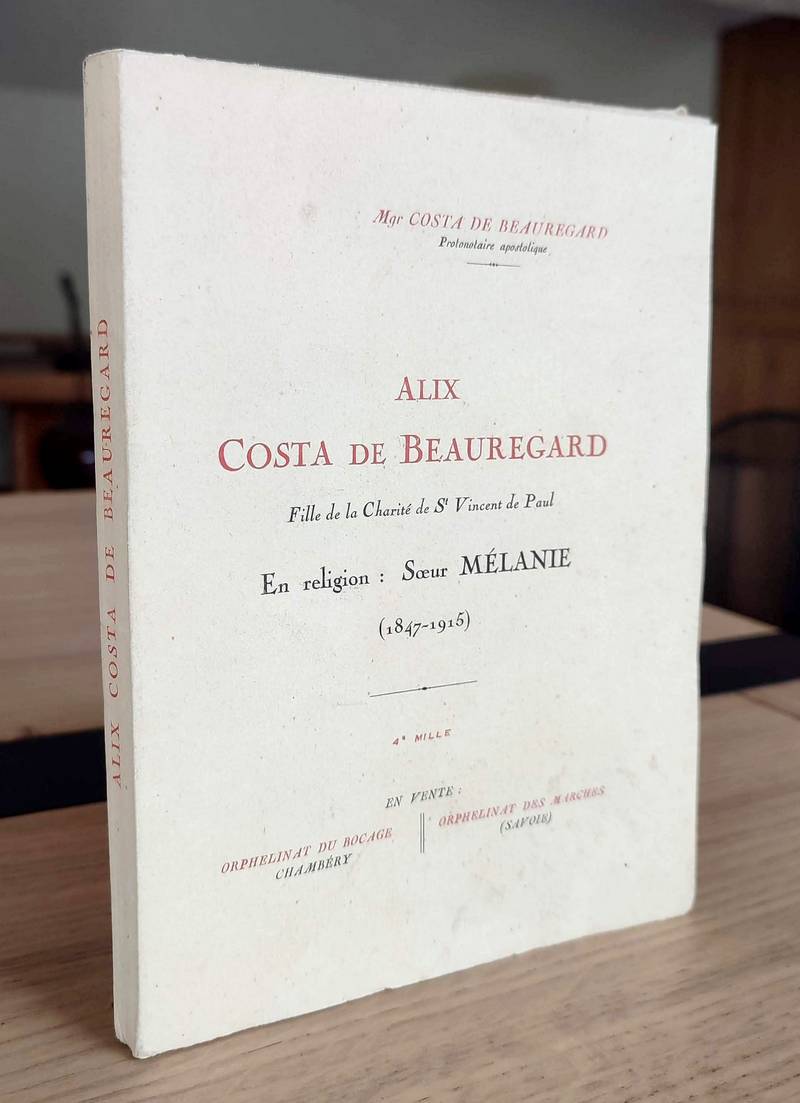 Mgr COSTA DE BEAUREGARD
Protonotaire apostolique
ALIX
COSTA DE BEAUREGARD
Fille de la Charité de St Vincent de Paul
En religion : Sœur MÉLANIE
(1847-1915)
4e MILLE
EN VENTE :
ORPHELINAT DU BOCAGE
CHAMBÉRY
ORPHELINAT DES MARCHES
(SAVOIE)
ALIX COSTA DE BEAUREGARD